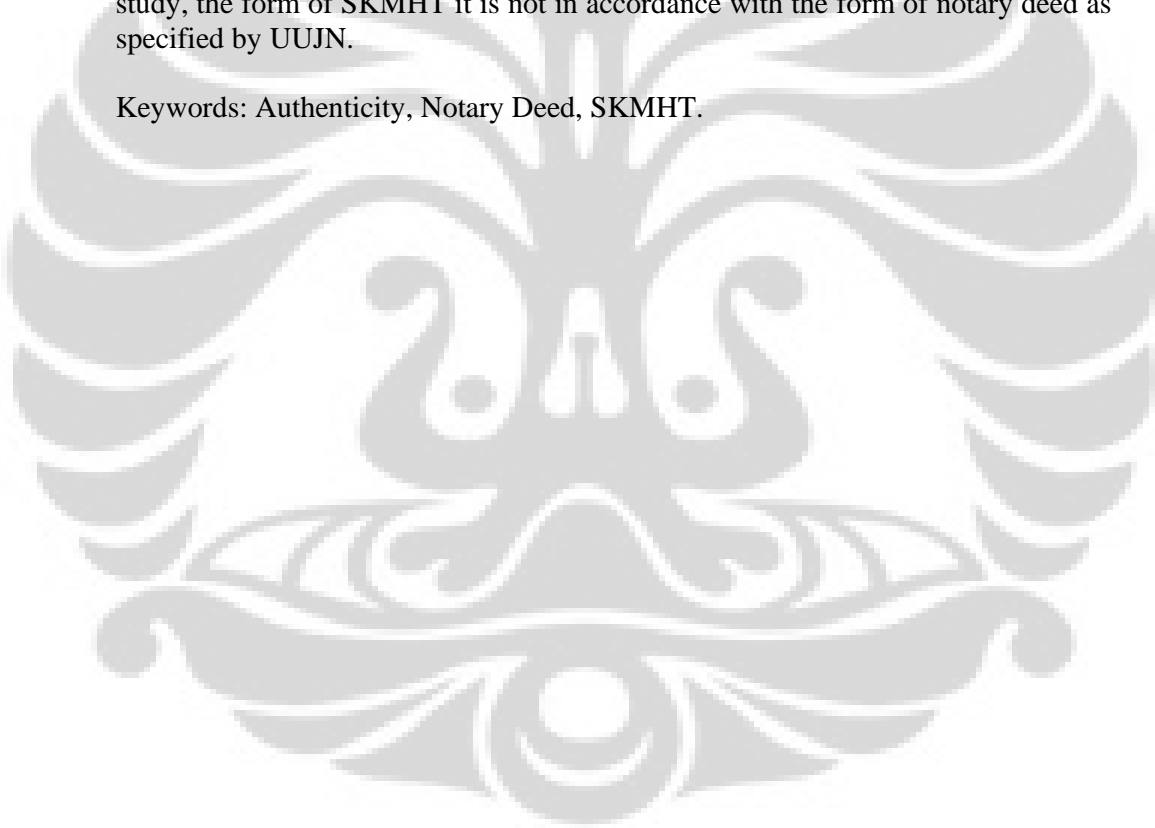 study, the form of SKMHT it is not in accordance with the form of notary deed as
specified by UUJN.
Keywords: Authenticity, Notary Deed, SKMHT.